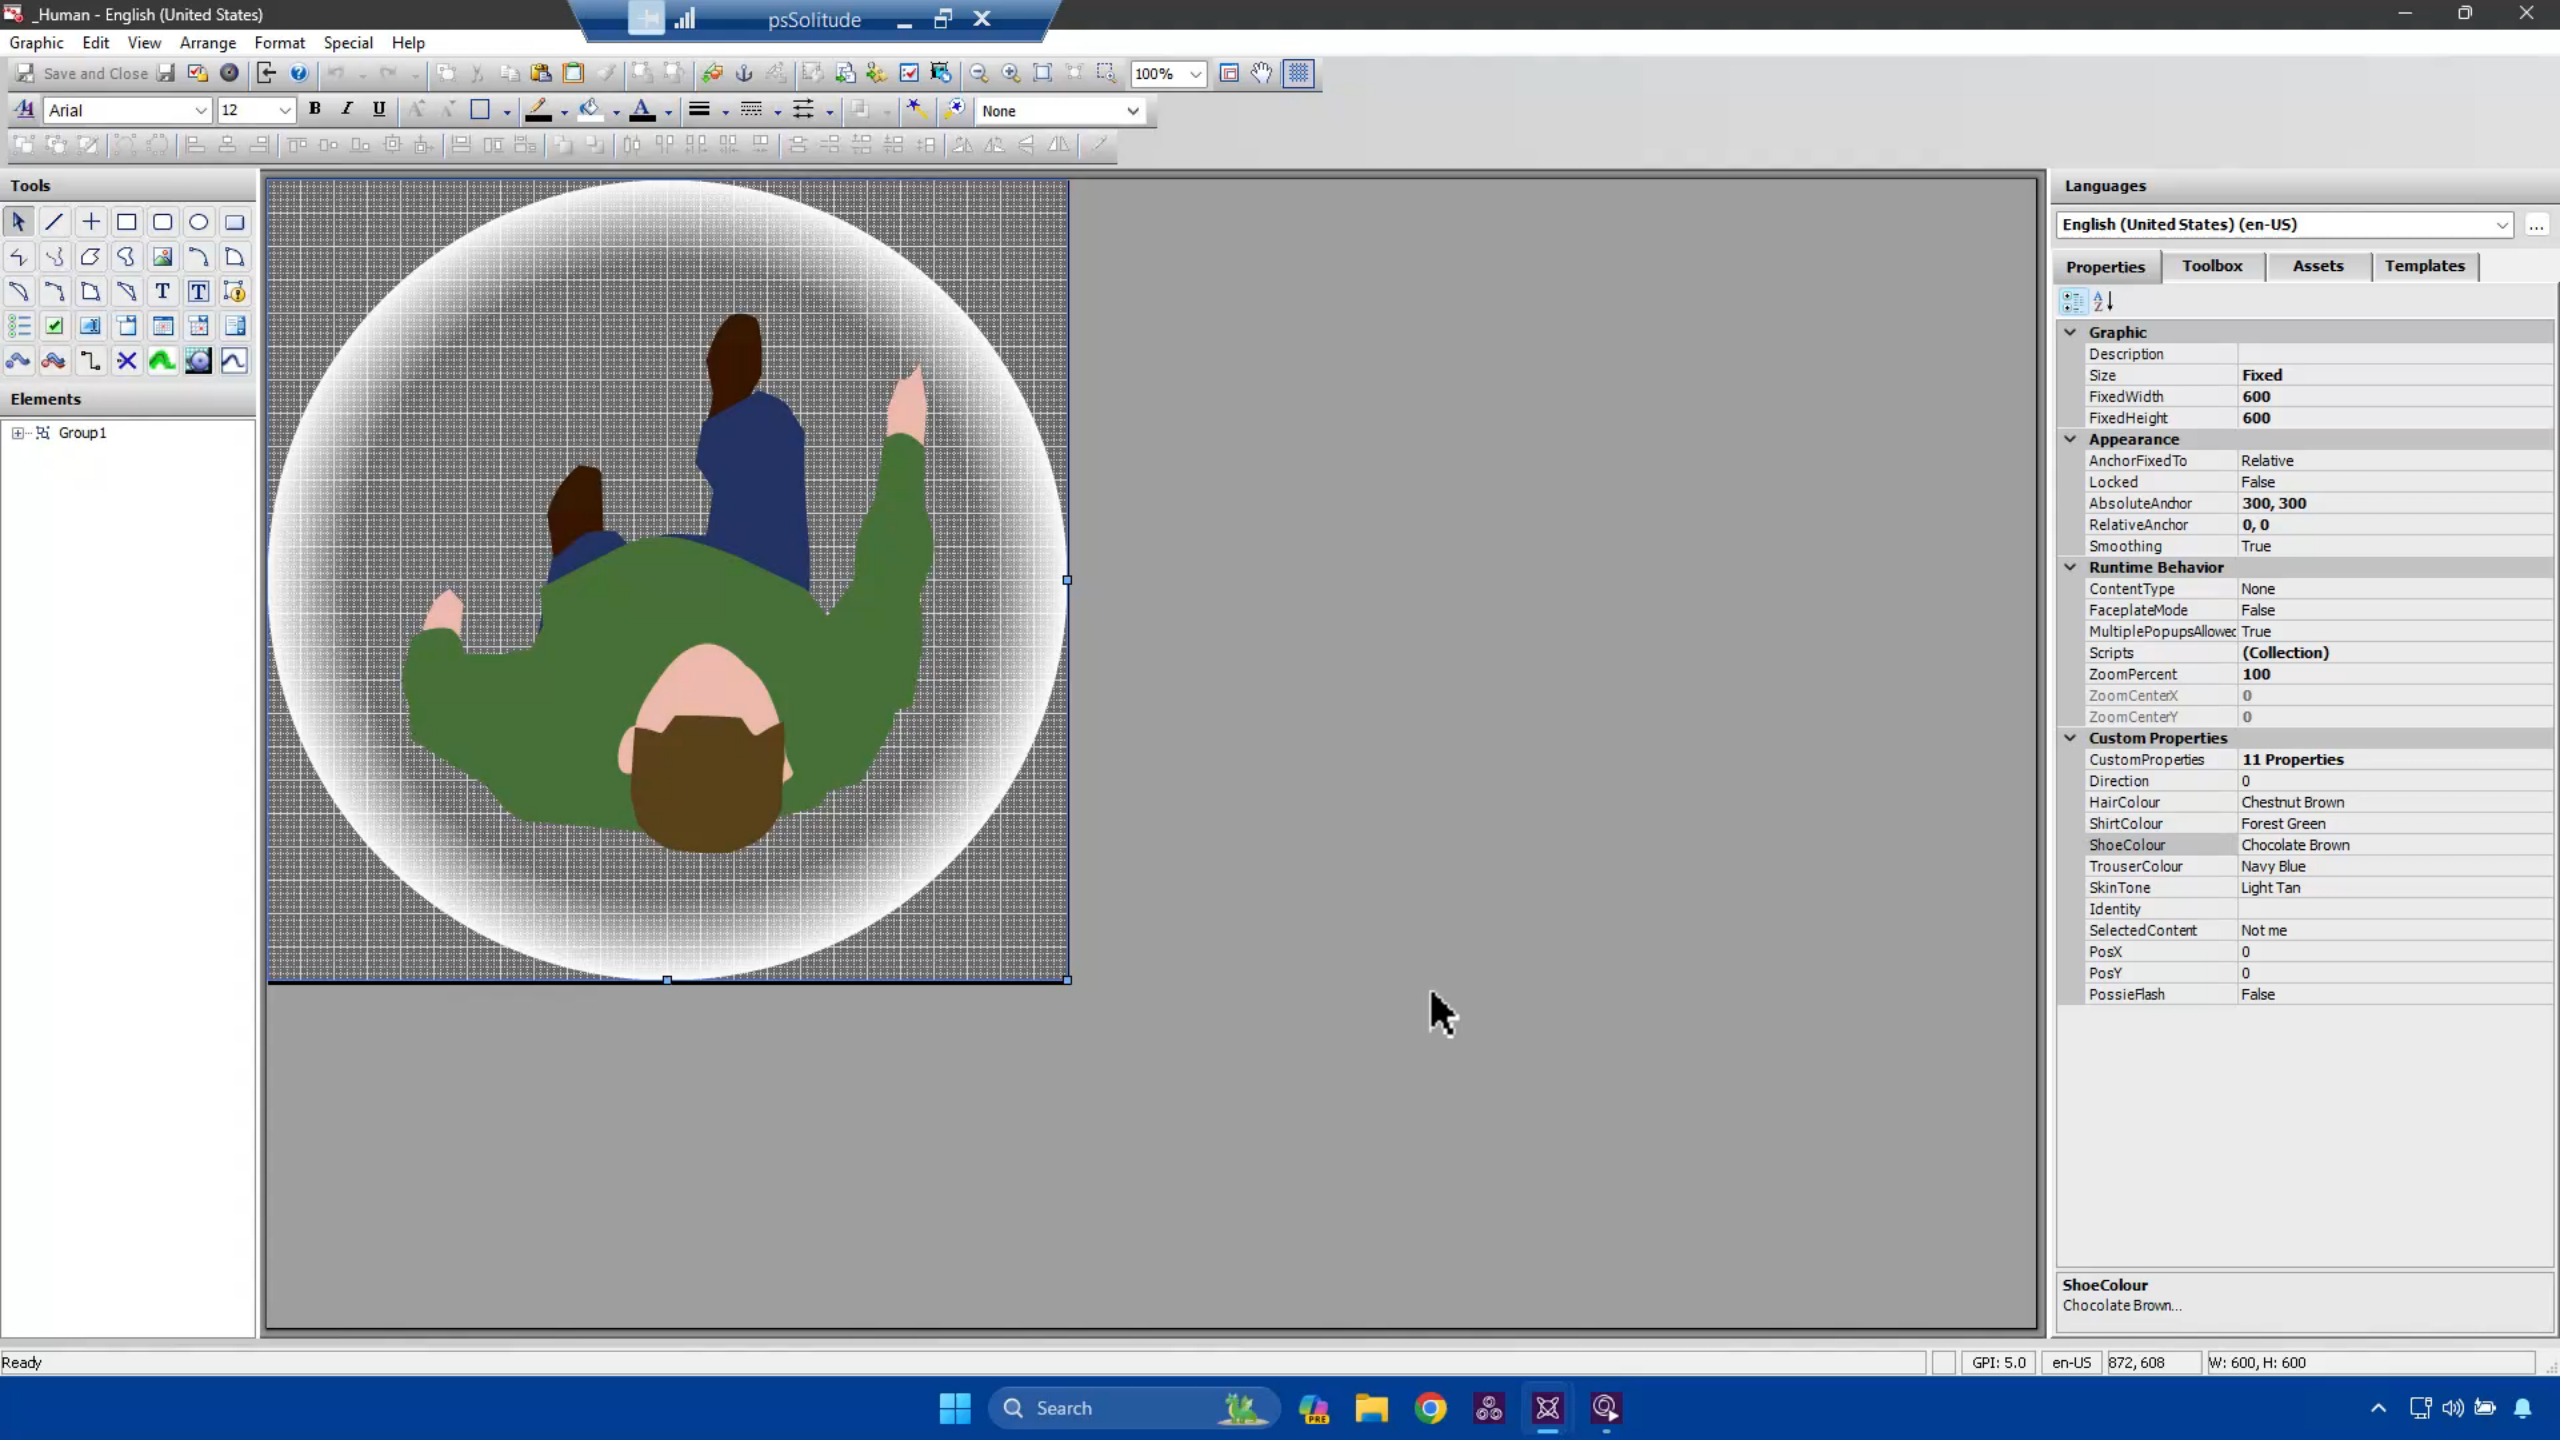 _Human - English (United States)
psSolitude
Graphic Edit View Arrange Format Special Help
Save and Close
100%
Arial
12
B I U
None
Tools
Elements
Group1
Languages
English (United States) (en-US)
...
Properties Toolbox Assets Templates
Graphic
Description
Size Fixed
FixedWidth 600
FixedHeight 600
Appearance
AnchorFixedTo Relative
Locked False
AbsoluteAnchor 300, 300
RelativeAnchor 0, 0
Smoothing True
Runtime Behavior
ContentType None
FaceplateMode False
MultiplePopupsAllowec True
Scripts (Collection)
ZoomPercent 100
ZoomCenterX 0
ZoomCenterY 0
Custom Properties
CustomProperties 11 Properties
Direction 0
HairColour Chestnut Brown
ShirtColour Forest Green
ShoeColour Chocolate Brown
TrouserColour Navy Blue
SkinTone Light Tan
Identity
SelectedContent Not me
PosX 0
PosY 0
PossieFlash False
ShoeColour
Chocolate Brown...
Ready
GPI: 5.0
en-US
872, 608
W: 600, H: 600
Search
PRE